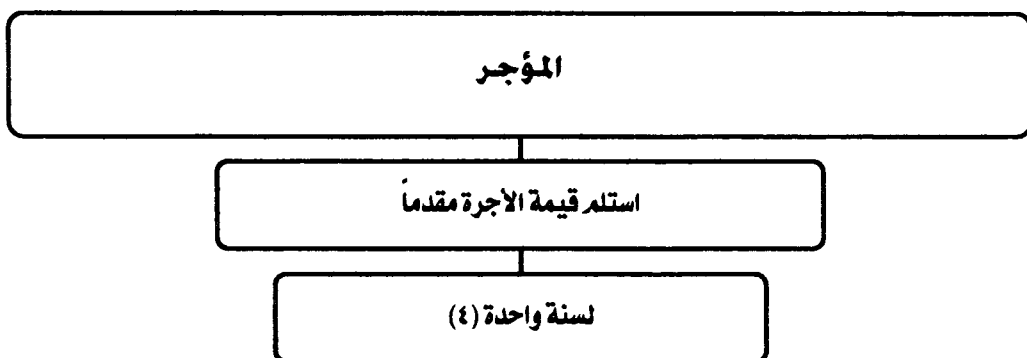 المؤجر
استلم قيمة الأجرة مقدماً
لسنة واحدة (٤)